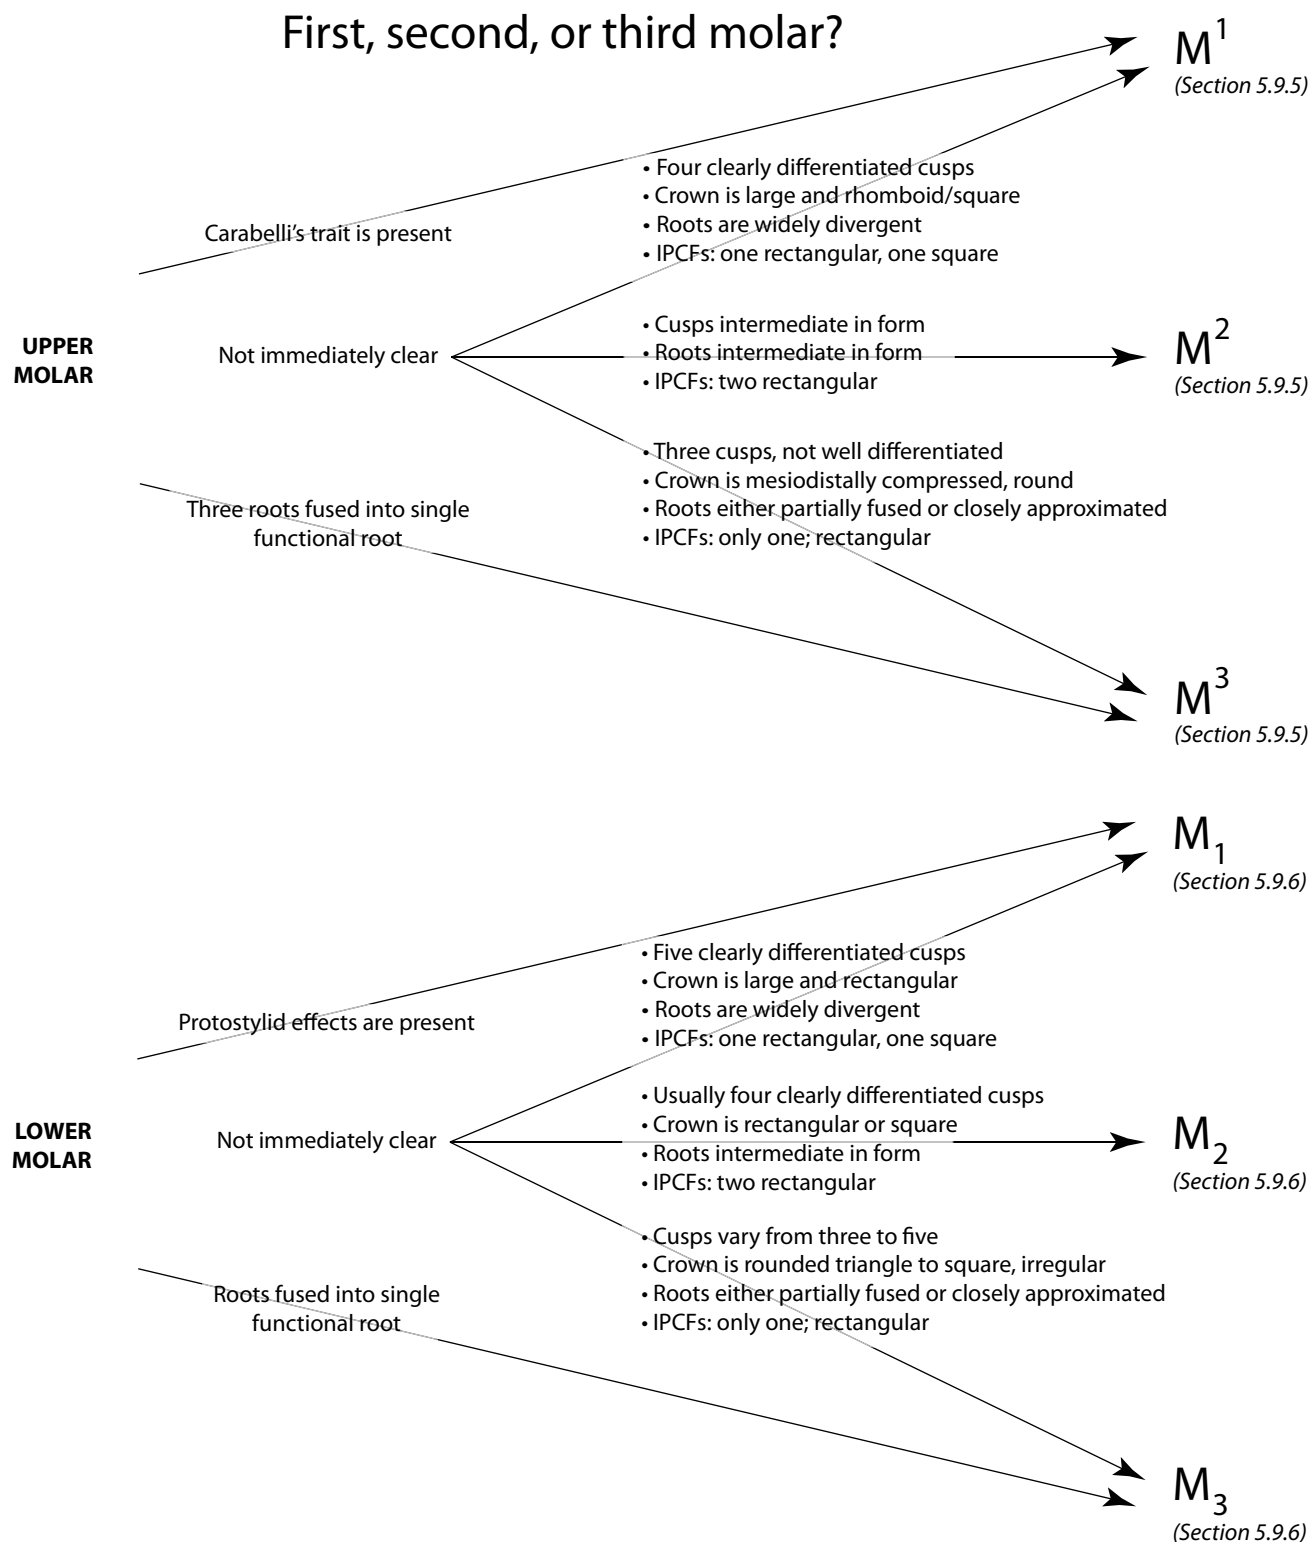 First, second, or third molar?
M¹
(Section 5.9.5)
• Four clearly differentiated cusps
• Crown is large and rhomboid/square
• Roots are widely divergent
• IPCFs: one rectangular, one square
Carabelli’s trait is present
UPPER
MOLAR
Not immediately clear
• Cusps intermediate in form
• Roots intermediate in form
• IPCFs: two rectangular
M²
(Section 5.9.5)
• Three cusps, not well differentiated
• Crown is mesiodistally compressed, round
• Roots either partially fused or closely approximated
• IPCFs: only one; rectangular
Three roots fused into single
functional root
M³
(Section 5.9.5)
M₁
(Section 5.9.6)
• Five clearly differentiated cusps
• Crown is large and rectangular
• Roots are widely divergent
• IPCFs: one rectangular, one square
Protostylid effects are present
LOWER
MOLAR
Not immediately clear
• Usually four clearly differentiated cusps
• Crown is rectangular or square
• Roots intermediate in form
• IPCFs: two rectangular
M₂
(Section 5.9.6)
• Cusps vary from three to five
• Crown is rounded triangle to square, irregular
• Roots either partially fused or closely approximated
• IPCFs: only one; rectangular
Roots fused into single
functional root
M₃
(Section 5.9.6)